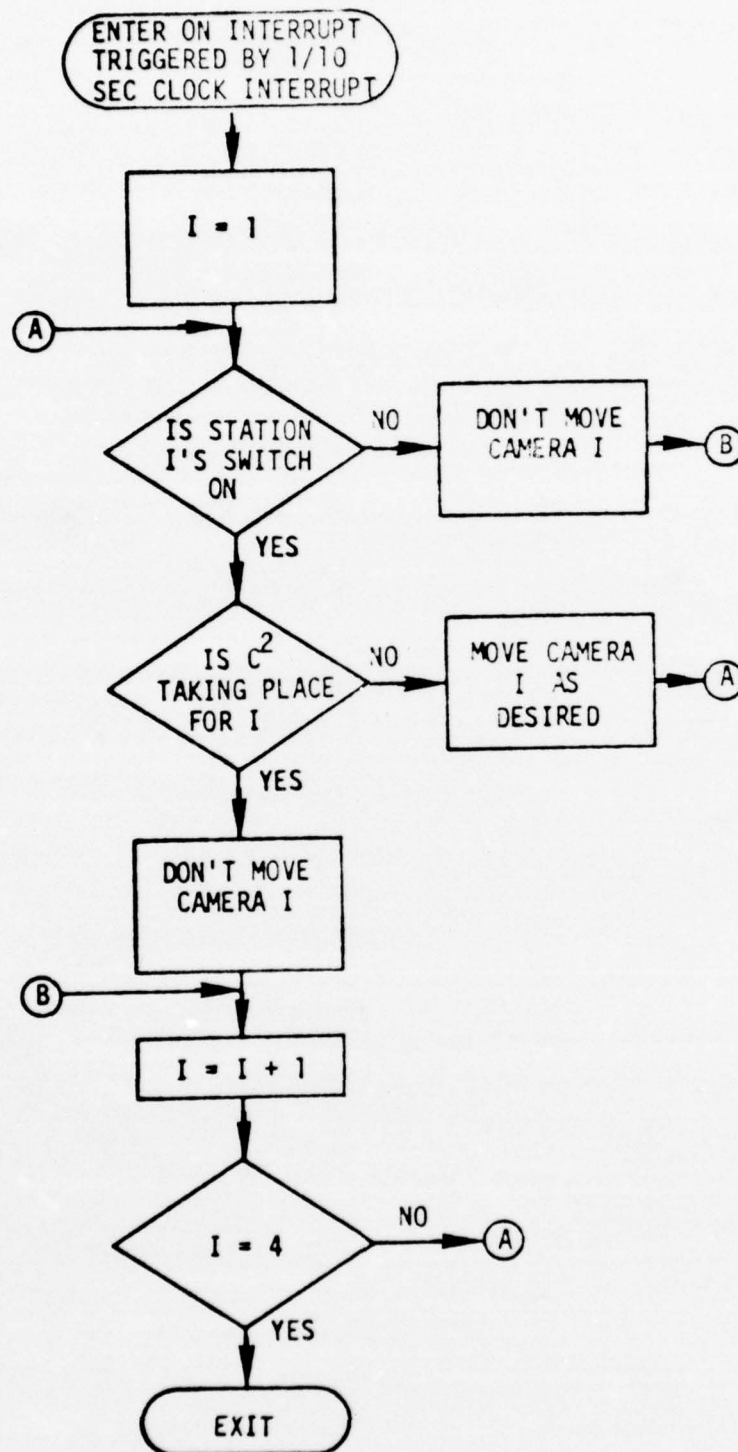 ENTER ON INTERRUPT
TRIGGERED BY 1/10
SEC CLOCK INTERRUPT
I = 1
A
IS STATION
I'S SWITCH
ON
NO
DON'T MOVE
CAMERA I
B
YES
IS C²
TAKING PLACE
FOR I
NO
MOVE CAMERA
I AS
DESIRED
A
YES
DON'T MOVE
CAMERA I
B
I = I + 1
I = 4
NO
A
YES
EXIT